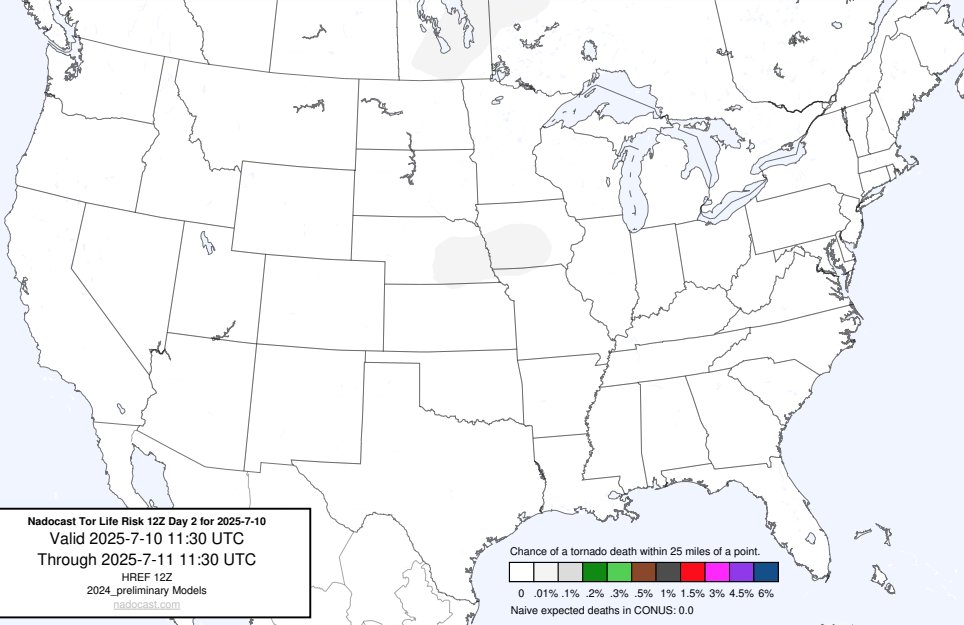 Nadocast Tor Life Risk 12Z Day 2 for 2025-7-10
Valid 2025-7-10 11:30 UTC
Through 2025-7-11 11:30 UTC
HREF 12Z
2024_preliminary Models
nadocast.com
Chance of a tornado death within 25 miles of a point.
0 .01% .1% .2% .3% .5% 1% 1.5% 3% 4.5% 6%
Naive expected deaths in CONUS: 0.0